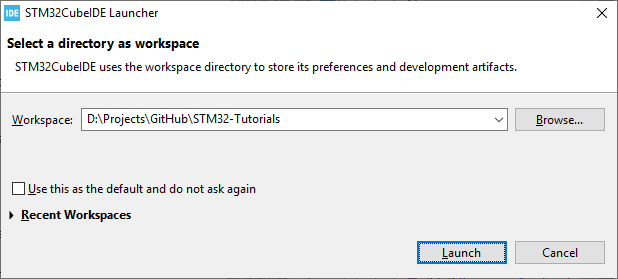 IDE STM32CubeIDE Launcher
Select a directory as workspace
STM32CubeIDE uses the workspace directory to store its preferences and development artifacts.
Workspace: D:\Projects\GitHub\STM32-Tutorials Browse...
Use this as the default and do not ask again
Recent Workspaces
Launch Cancel